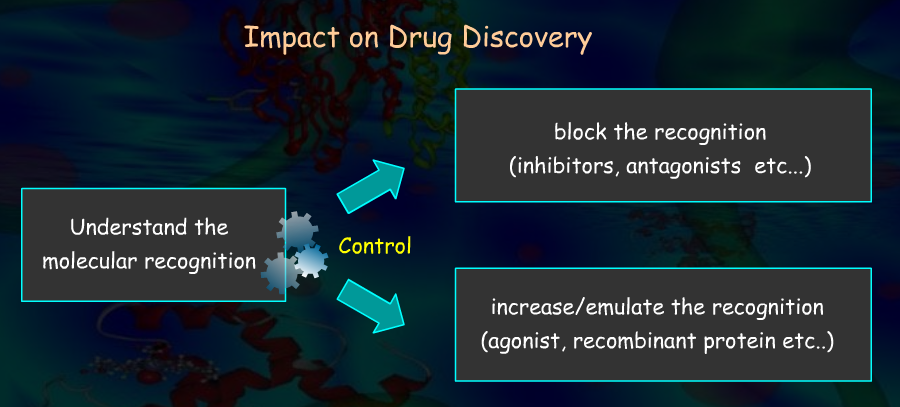 Impact on Drug Discovery
block the recognition
(inhibitors, antagonists etc...)
Understand the
molecular recognition
Control
increase/emulate the recognition
(agonist, recombinant protein etc..)